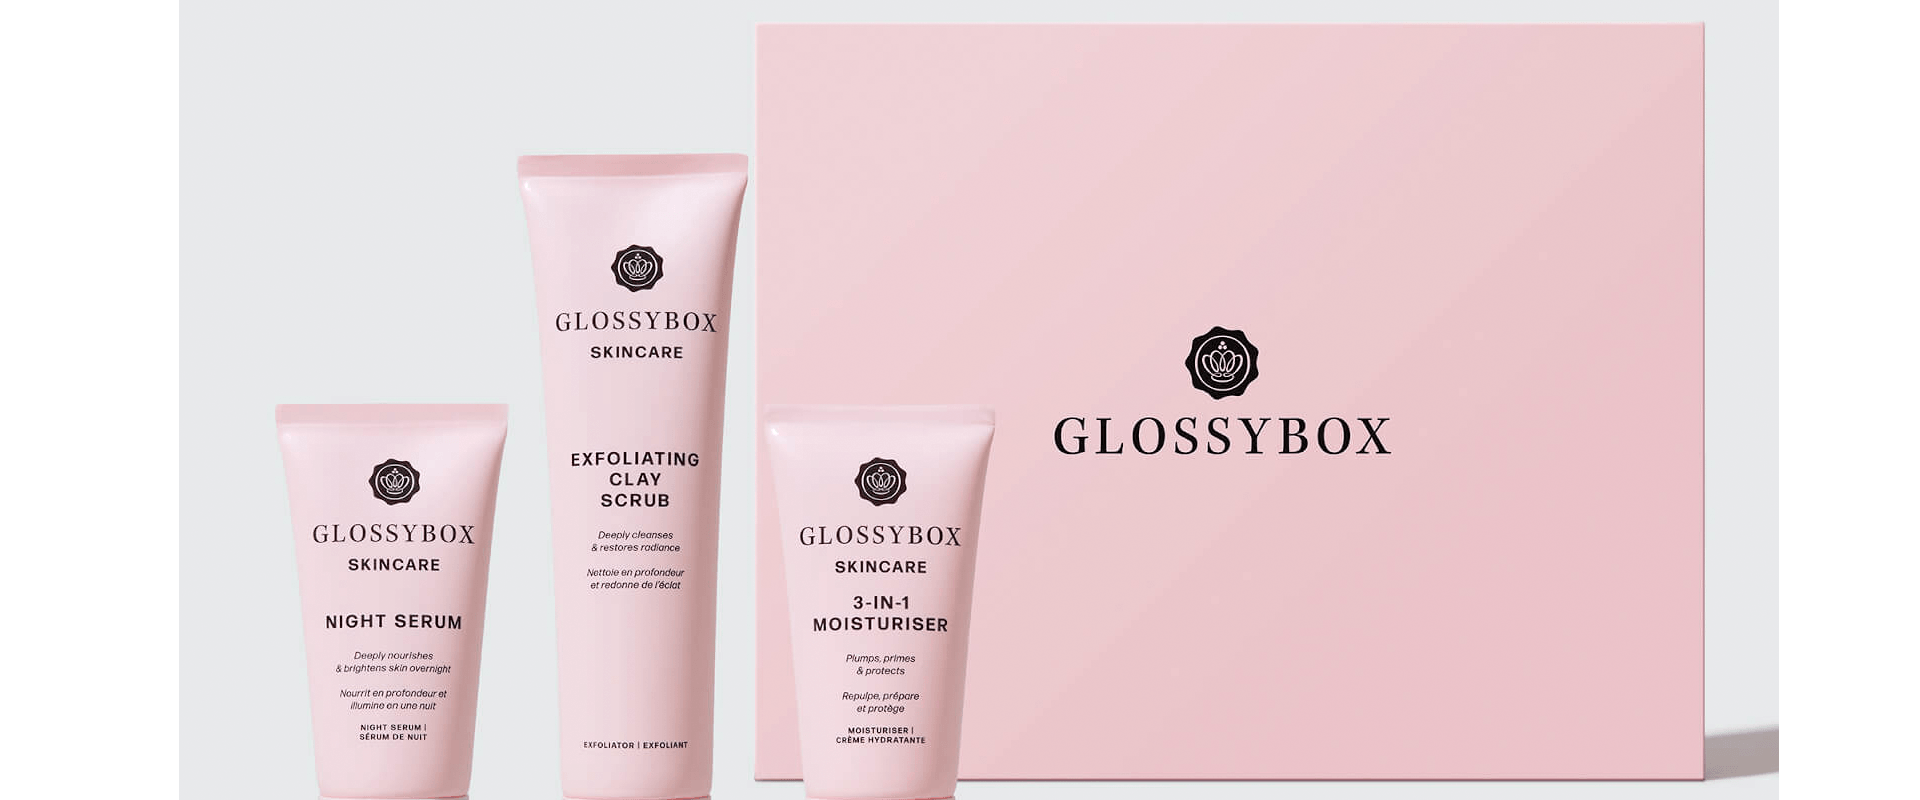 GLOSSYBOX
SKINCARE
NIGHT SERUM
Deeply nourishes
& brightens skin overnight
Nourrit en profondeur et
illumine en une nuit
NIGHT SERUM |
SÉRUM DE NUIT
GLOSSYBOX
SKINCARE
EXFOLIATING
CLAY
SCRUB
Deeply cleanses
& restores radiance
Nettoie en profondeur
et redonne de l'éclat
EXFOLIATOR | EXFOLIANT
GLOSSYBOX
SKINCARE
3-IN-1
MOISTURISER
Plumps, primes
& protects
Repulpe, prépare
et protège
MOISTURISER |
CRÈME HYDRATANTE
GLOSSYBOX